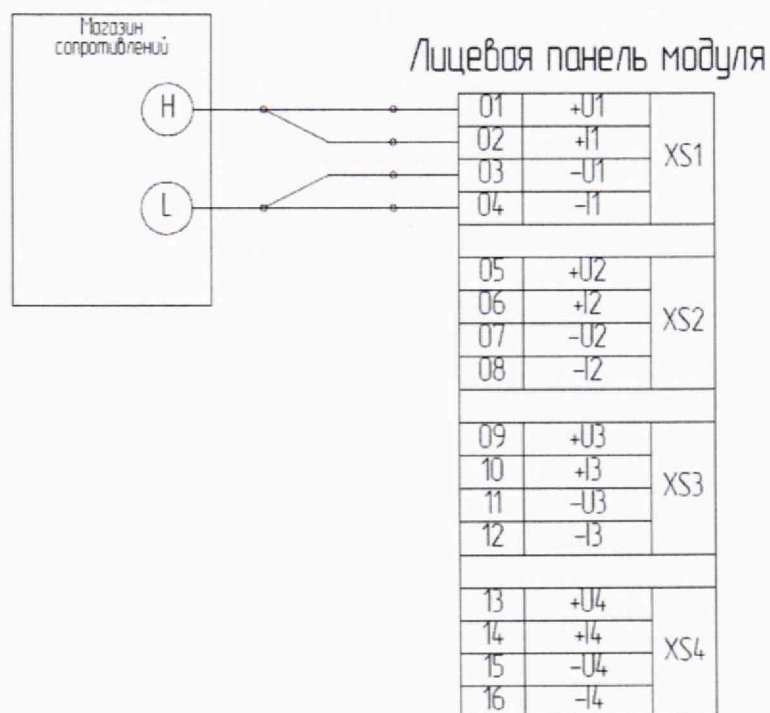 Магазин
сопротивлений
Лицевая панель модуля
H
L
01 +U1
02 +I1
03 -U1
04 -I1
XS1
05 +U2
06 +I2
07 -U2
08 -I2
XS2
09 +U3
10 +I3
11 -U3
12 -I3
XS3
13 +U4
14 +I4
15 -U4
16 -I4
XS4